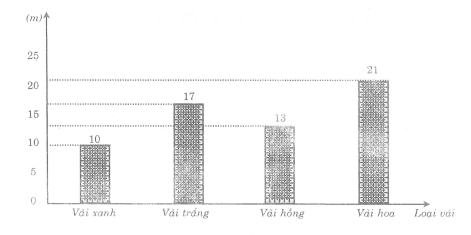 (m)
25
20
15
10
5
0
10
17
13
21
Vải xanh
Vải trắng
Vải hồng
Vải hoa
Loại vải